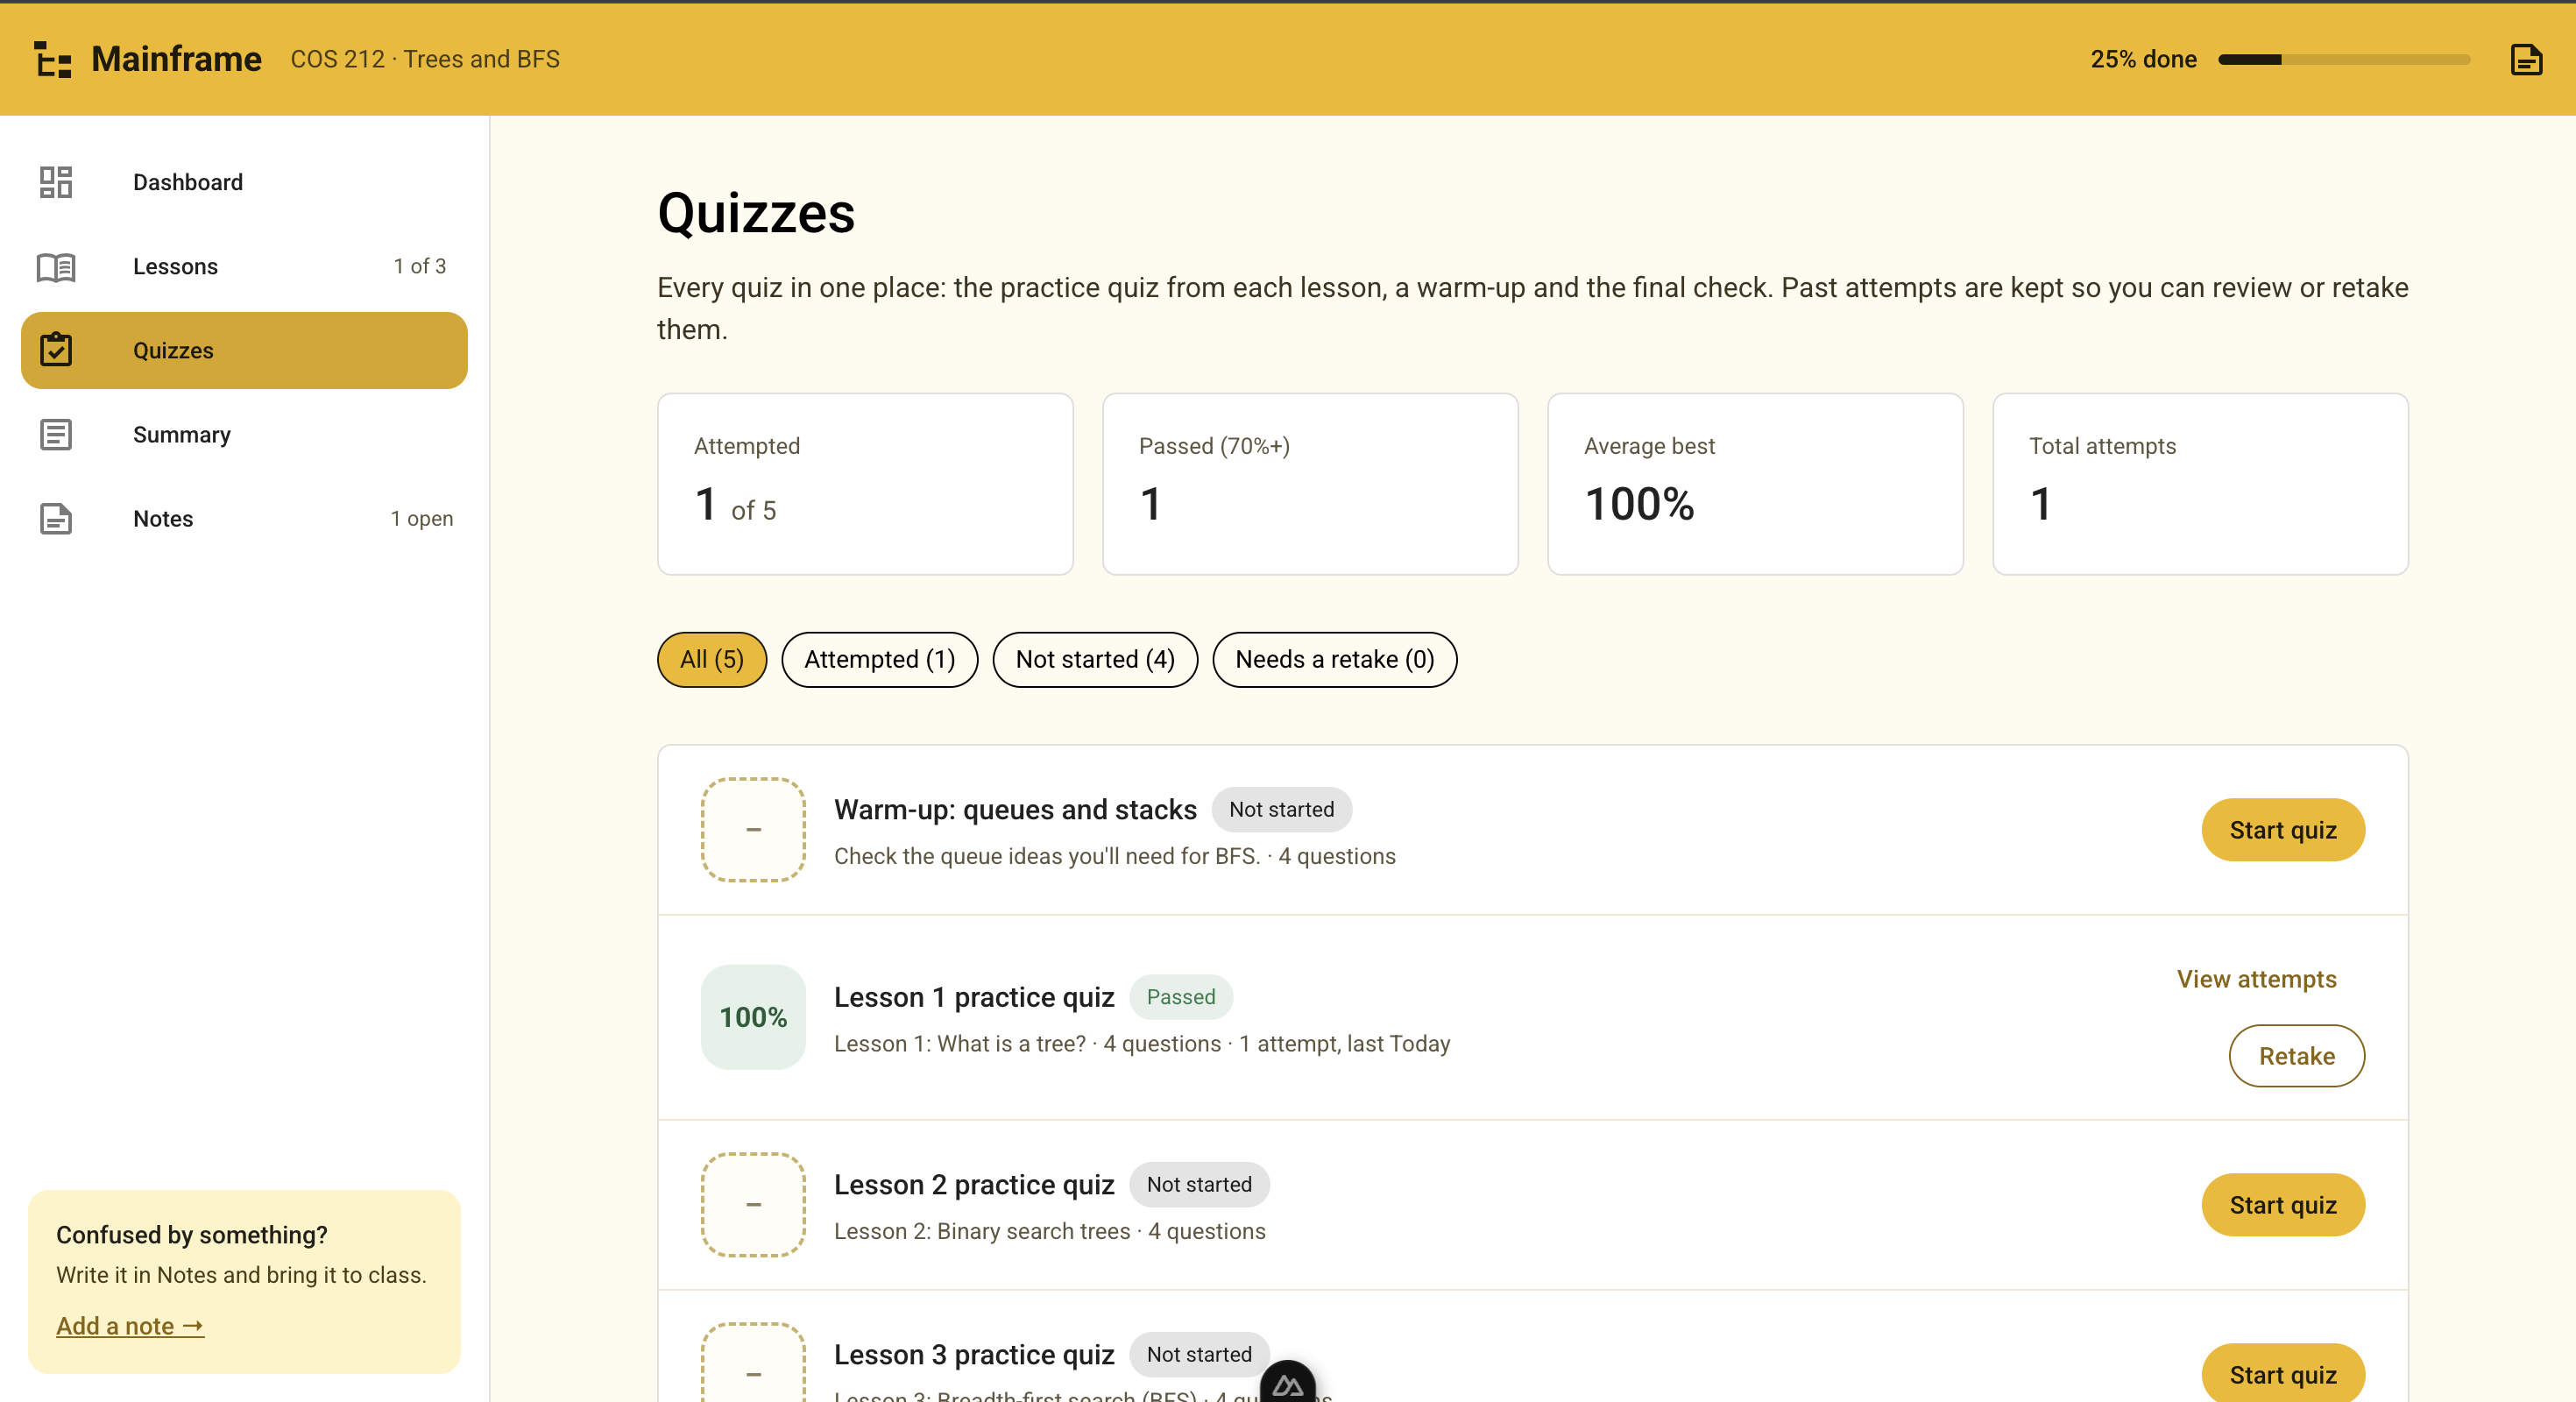 Mainframe
COS 212 · Trees and BFS
25% done
Dashboard
Lessons
1 of 3
Quizzes
Summary
Notes
1 open
Confused by something?
Write it in Notes and bring it to class.
Add a note →
Quizzes
Every quiz in one place: the practice quiz from each lesson, a warm-up and the final check. Past attempts are kept so you can review or retake
them.
Attempted
1 of 5
Passed (70%+)
1
Average best
100%
Total attempts
1
All (5)
Attempted (1)
Not started (4)
Needs a retake (0)
–
Warm-up: queues and stacks
Not started
Check the queue ideas you'll need for BFS. · 4 questions
Start quiz
100%
Lesson 1 practice quiz
Passed
Lesson 1: What is a tree? · 4 questions · 1 attempt, last Today
View attempts
Retake
–
Lesson 2 practice quiz
Not started
Lesson 2: Binary search trees · 4 questions
Start quiz
–
Lesson 3 practice quiz
Not started
Lesson 3: Breadth-first search (BFS) · 4
Start quiz